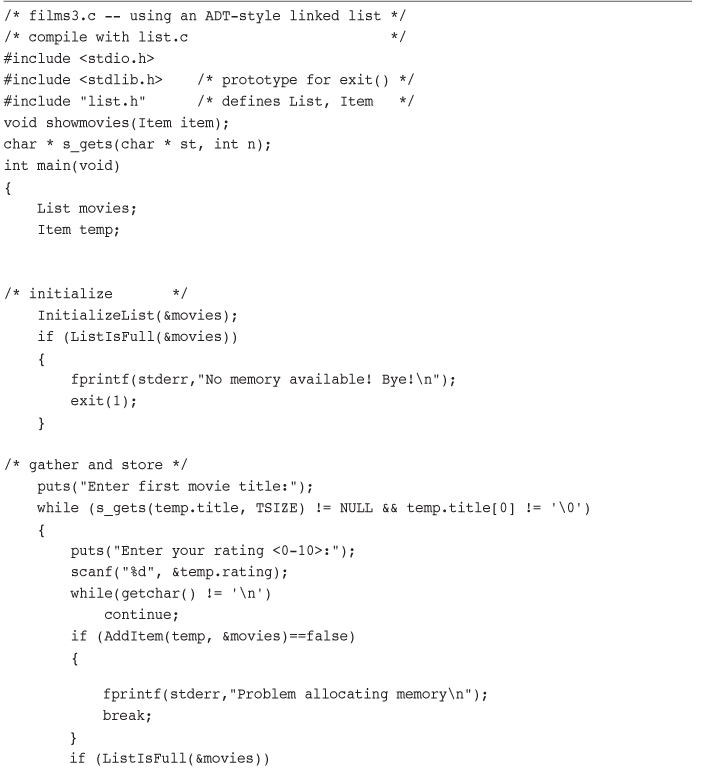 /* films3.c -- using an ADT-style linked list */
/* compile with list.c                        */
#include <stdio.h>
#include <stdlib.h>    /* prototype for exit() */
#include "list.h"      /* defines List, Item   */
void showmovies(Item item);
char * s_gets(char * st, int n);
int main(void)
{
    List movies;
    Item temp;
/* initialize       */
    InitializeList(&movies);
    if (ListIsFull(&movies))
    {
        fprintf(stderr,"No memory available! Bye!\n");
        exit(1);
    }
/* gather and store */
    puts("Enter first movie title:");
    while (s_gets(temp.title, TSIZE) != NULL && temp.title[0] != '\0')
    {
        puts("Enter your rating <0-10>:");
        scanf("%d", &temp.rating);
        while(getchar() != '\n')
            continue;
        if (AddItem(temp, &movies)==false)
        {
            fprintf(stderr,"Problem allocating memory\n");
            break;
        }
        if (ListIsFull(&movies))